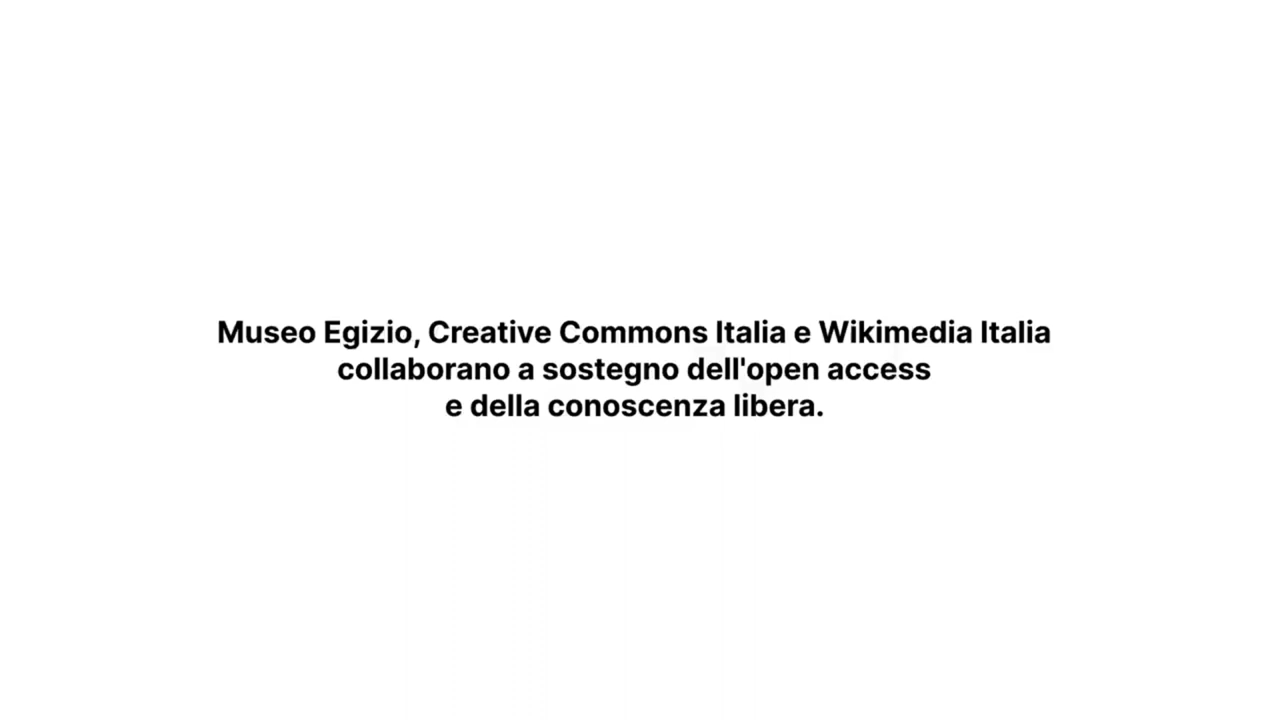 Museo Egizio, Creative Commons Italia e Wikimedia Italia
collaborano a sostegno dell'open access
e della conoscenza libera.